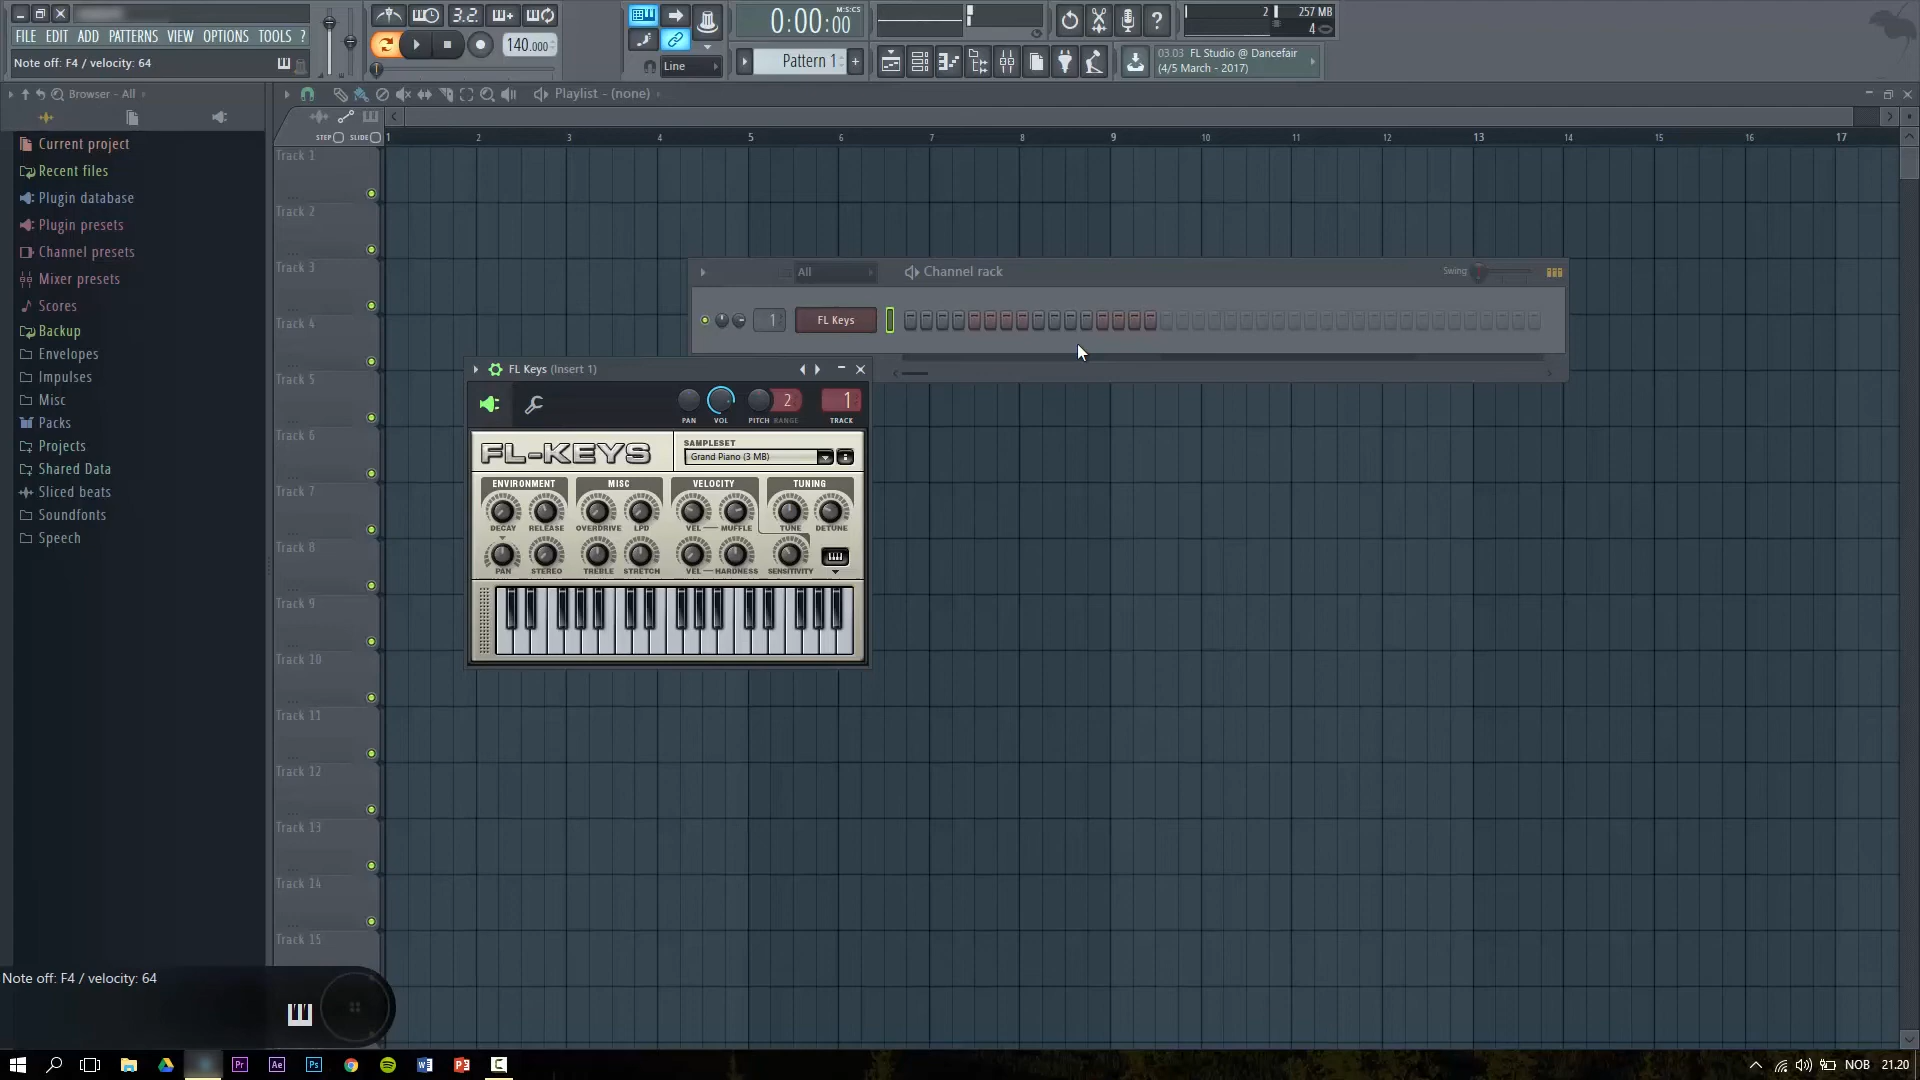 FILE EDIT ADD PATTERNS VIEW OPTIONS TOOLS ?
Note off: F4 / velocity: 64
3.2.
140.000
Line
0:00:00
M:S:CS
Pattern 1
2
257 MB
4
03.03 FL Studio @ Dancefair
(4/5 March - 2017)
Browser - All
Current project
Recent files
Plugin database
Plugin presets
Channel presets
Mixer presets
Scores
Backup
Envelopes
Impulses
Misc
Packs
Projects
Shared Data
Sliced beats
Soundfonts
Speech
Playlist - (none)
STEP SLIDE
1 2 3 4 5 6 7 8 9 10 11 12 13 14 15 16 17
Track 1
Track 2
Track 3
Track 4
Track 5
Track 6
Track 7
Track 8
Track 9
Track 10
Track 11
Track 12
Track 13
Track 14
Track 15
All
Channel rack
Swing
1
FL Keys
FL Keys (Insert 1)
PAN VOL PITCH RANGE 2
1
TRACK
FL-KEYS
SAMPLESET
Grand Piano (3 MB)
ENVIRONMENT MISC VELOCITY TUNING
DECAY RELEASE OVERDRIVE LPD VEL MUFFLE TUNE DETUNE
PAN STEREO TREBLE STRETCH VEL HARDNESS SENSITIVITY
Note off: F4 / velocity: 64
Pr Ae Ps
NOB 21.20